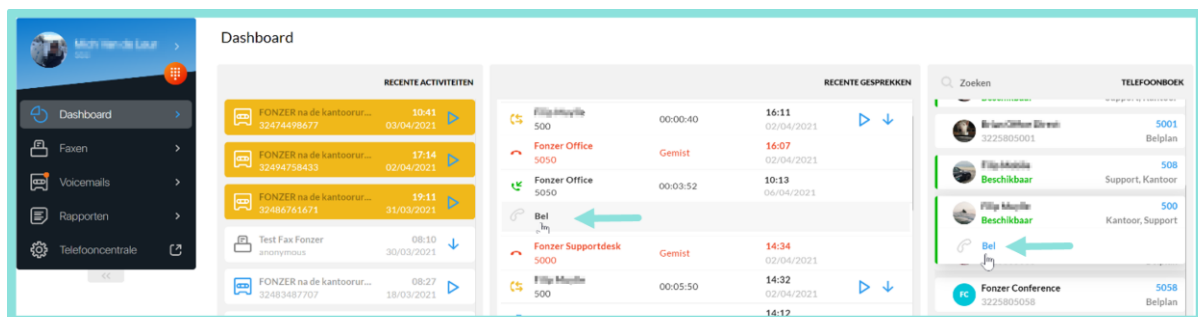 Dashboard
500
Dashboard
Faxen
Voicemails
Rapporten
Telefooncentrale
<<
RECENTE ACTIVITEITEN
FONZER na de kantoorur... 10:41
32474498677 03/04/2021
FONZER na de kantoorur... 17:14
32494758433 02/04/2021
FONZER na de kantoorur... 19:11
32486761671 31/03/2021
Test Fax Fonzer 08:10
anonymous 30/03/2021
FONZER na de kantoorur... 08:27
32483487707 18/03/2021
RECENTE GESPREKKEN
16:11
500 00:00:40 02/04/2021
Fonzer Office 16:07
5050 Gemist 02/04/2021
Fonzer Office 10:13
5050 00:03:52 06/04/2021
Bel
Fonzer Supportdesk 14:34
5000 Gemist 02/04/2021
14:32
500 00:05:50 02/04/2021
14:12
Zoeken TELEFOONBOEK
Beschikbaar Support, Kantoor
5001
3225805001 Belplan
508
Beschikbaar Support, Kantoor
500
Beschikbaar Kantoor, Support
Bel
FC Fonzer Conference 5058
3225805058 Belplan